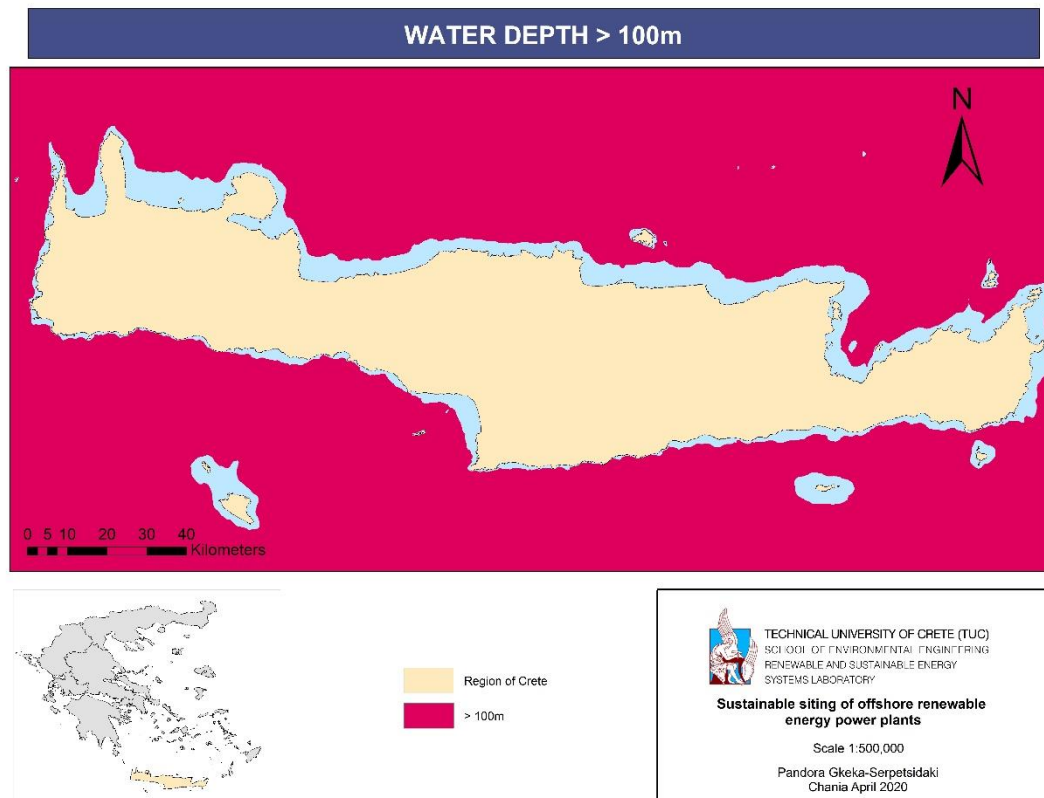 WATER DEPTH > 100m
N
0 5 10 20 30 40
Kilometers
Region of Crete
> 100m
TECHNICAL UNIVERSITY OF CRETE (TUC)
SCHOOL OF ENVIRONMENTAL ENGINEERING
RENEWABLE AND SUSTAINABLE ENERGY
SYSTEMS LABORATORY
Sustainable siting of offshore renewable
energy power plants
Scale 1:500,000
Pandora Gkeka-Serpetsidaki
Chania April 2020